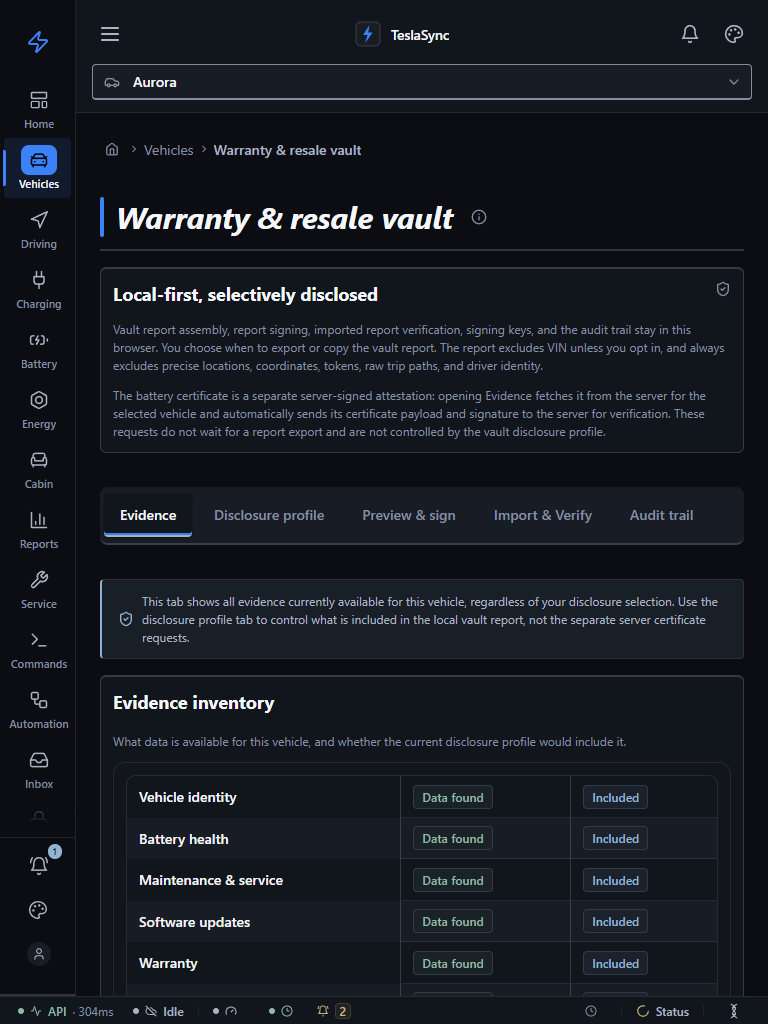 TeslaSync
Aurora
Home
Vehicles
Driving
Charging
Battery
Energy
Cabin
Reports
Service
Commands
Automation
Inbox
1
Vehicles > Warranty & resale vault
Warranty & resale vault
Local-first, selectively disclosed
Vault report assembly, report signing, imported report verification, signing keys, and the audit trail stay in this
browser. You choose when to export or copy the vault report. The report excludes VIN unless you opt in, and always
excludes precise locations, coordinates, tokens, raw trip paths, and driver identity.
The battery certificate is a separate server-signed attestation: opening Evidence fetches it from the server for the
selected vehicle and automatically sends its certificate payload and signature to the server for verification. These
requests do not wait for a report export and are not controlled by the vault disclosure profile.
Evidence Disclosure profile Preview & sign Import & Verify Audit trail
This tab shows all evidence currently available for this vehicle, regardless of your disclosure selection. Use the
disclosure profile tab to control what is included in the local vault report, not the separate server certificate
requests.
Evidence inventory
What data is available for this vehicle, and whether the current disclosure profile would include it.
Vehicle identity Data found Included
Battery health Data found Included
Maintenance & service Data found Included
Software updates Data found Included
Warranty Data found Included
API · 304ms Idle 2 Status